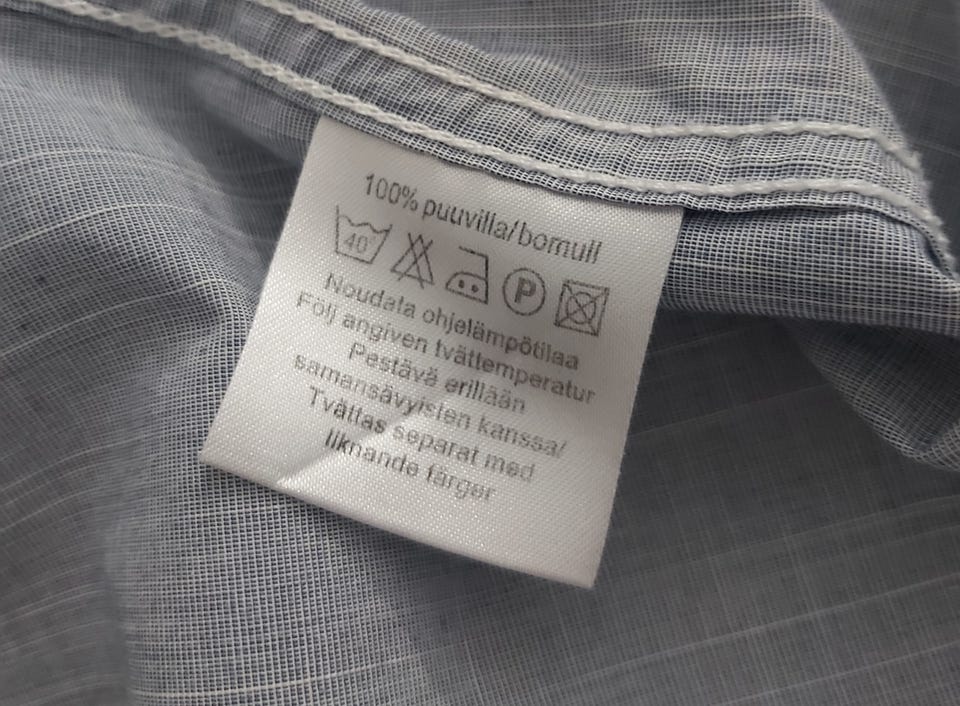 100% puuvilla/bomull
40° P
Noudata ohjelämpötilaa
Följ angiven tvättemperatur
Pestävä erillään
samansävyisten kanssa/
Tvättas separat med
liknande färger